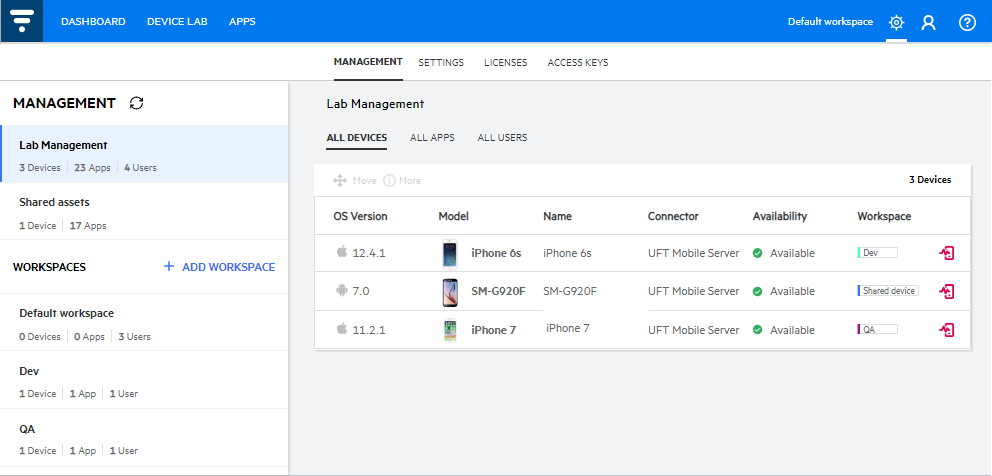 DASHBOARD DEVICE LAB APPS Default workspace
MANAGEMENT SETTINGS LICENSES ACCESS KEYS
MANAGEMENT
Lab Management
3 Devices 23 Apps 4 Users
Shared assets
1 Device 17 Apps
WORKSPACES + ADD WORKSPACE
Default workspace
0 Devices 0 Apps 3 Users
Dev
1 Device 1 App 1 User
QA
1 Device 1 App 1 User
Lab Management
ALL DEVICES ALL APPS ALL USERS
Move More 3 Devices
OS Version Model Name Connector Availability Workspace
12.4.1 iPhone 6s iPhone 6s UFT Mobile Server Available Dev
7.0 SM-G920F SM-G920F UFT Mobile Server Available Shared device
11.2.1 iPhone 7 iPhone 7 UFT Mobile Server Available QA